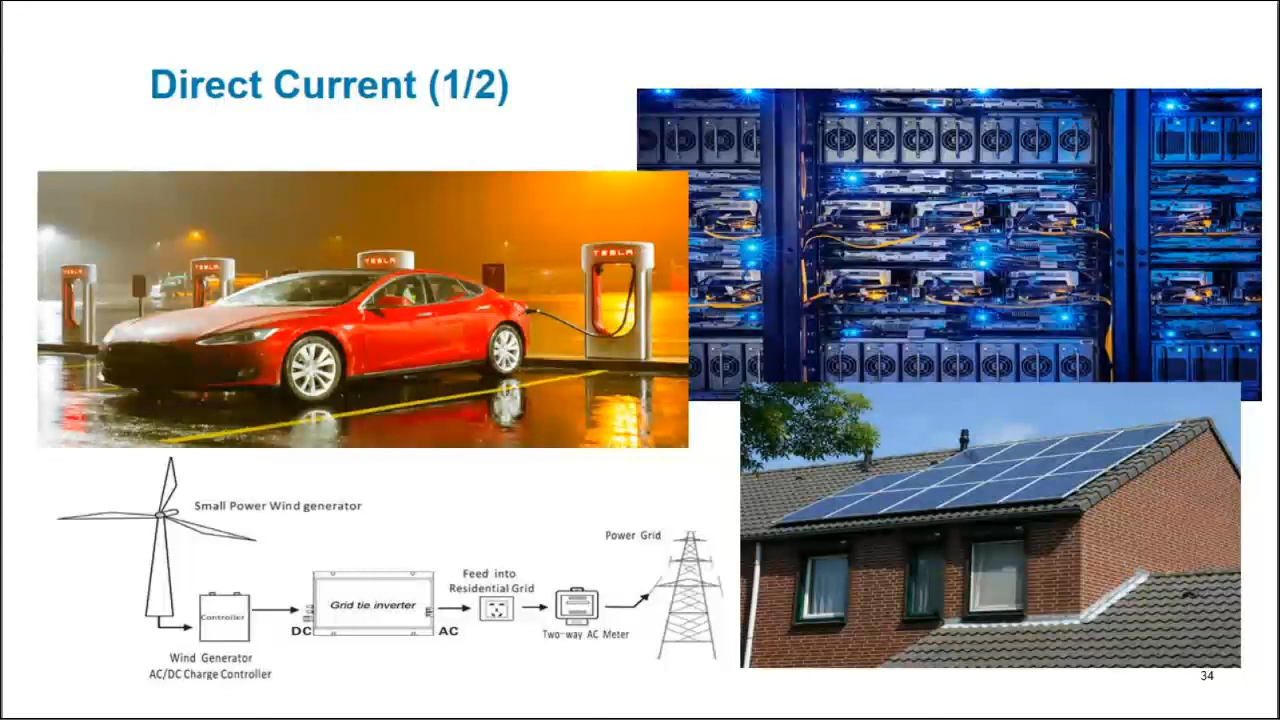 Direct Current (1/2)
TESLA
TESLA
TESLA
TESLA
Small Power Wind generator
Power Grid
Feed into
Residential Grid
Grid tie inverter
Controller
DC
AC
Two-way AC Meter
Wind Generator
AC/DC Charge Controller
34